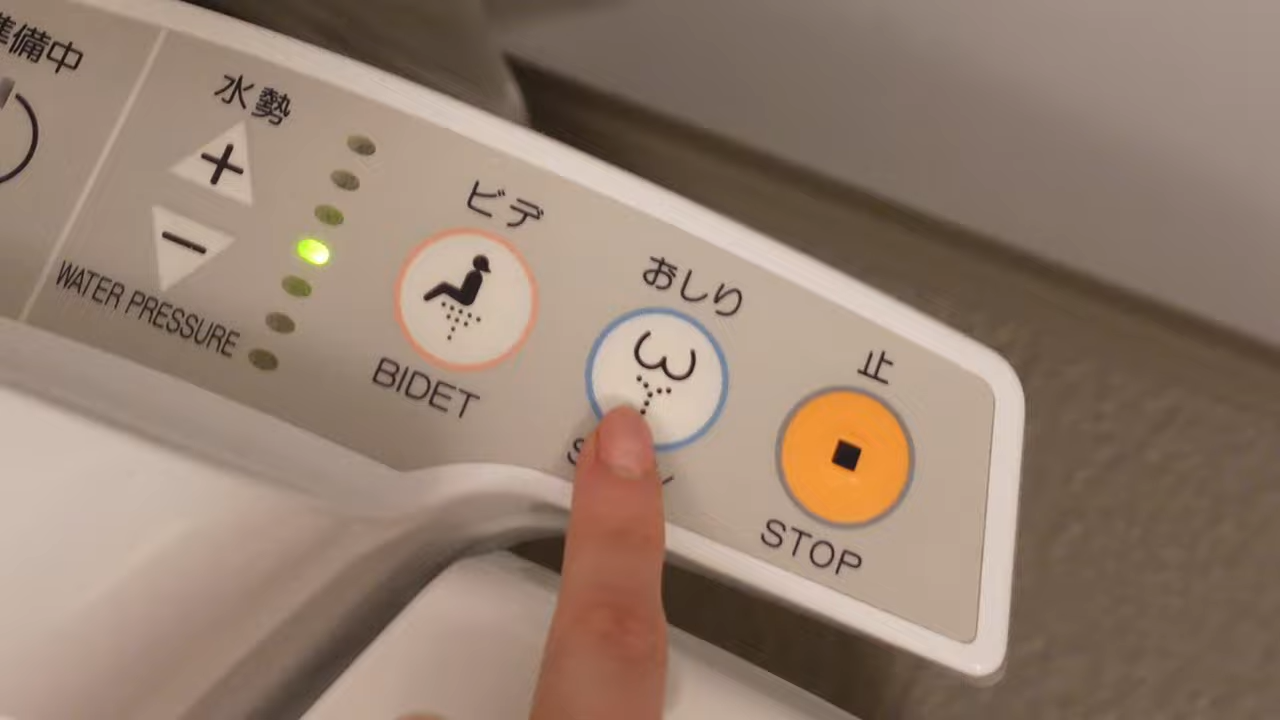 準備中
水勢
WATER PRESSURE
ビデ
BIDET
おしり
止
STOP